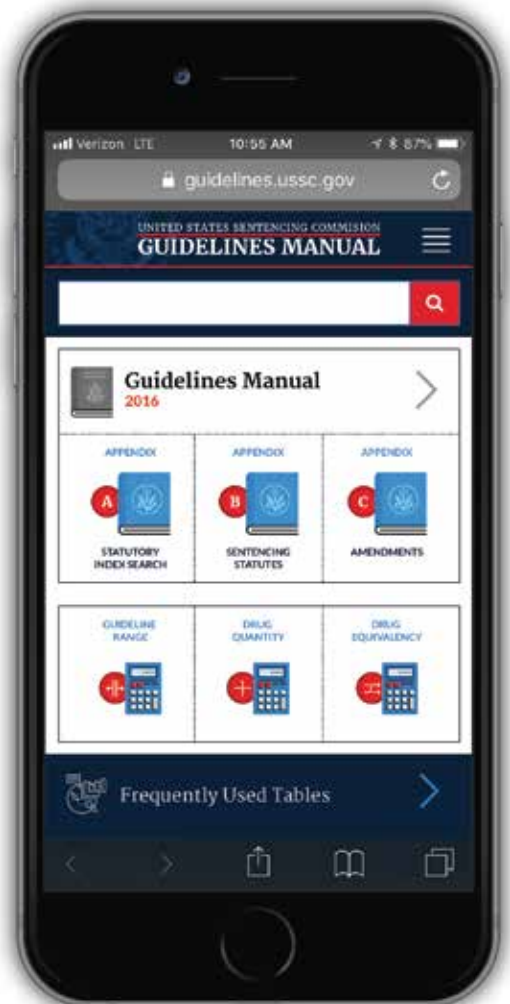 Verizon LTE 10:55 AM 87%
guidelines.ussc.gov
UNITED STATES SENTENCING COMMISION
GUIDELINES MANUAL
Guidelines Manual
2016
APPENDIX APPENDIX APPENDIX
A B C
STATUTORY INDEX SEARCH
SENTENCING STATUTES
AMENDMENTS
GUIDELINE RANGE
DRUG QUANTITY
DRUG EQUIVALENCY
Frequently Used Tables